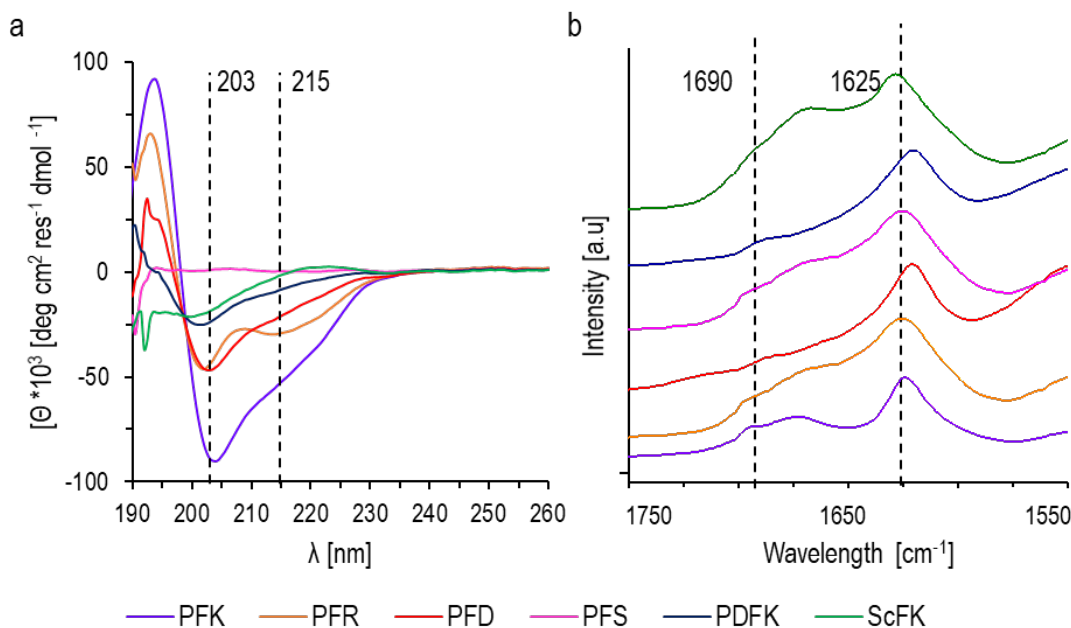 a
b
100
50
0
-50
-100
203
215
[Θ *10³ [deg cm² res⁻¹ dmol ⁻¹]
190 200 210 220 230 240 250 260
λ [nm]
1690
1625
Intensity [a.u]
1750 1650 1550
Wavelength [cm⁻¹]
PFK PFR PFD PFS PDFK ScFK